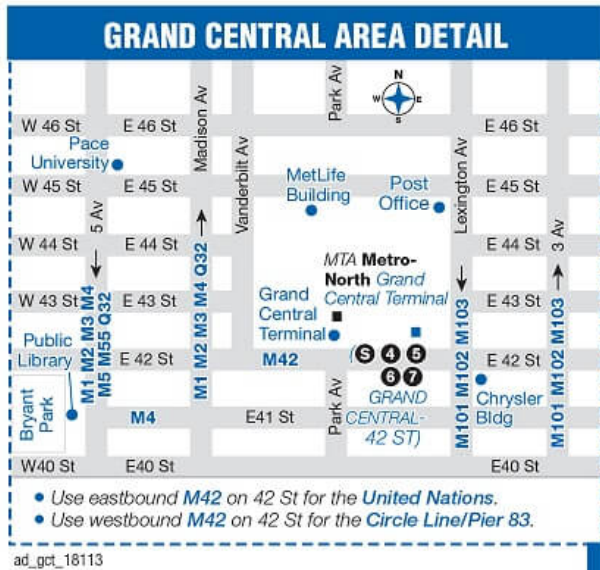 GRAND CENTRAL AREA DETAIL
N
W E
S
Park Av
Madison Av
W 46 St
E 46 St
E 46 St
Pace
University
Vanderbilt Av
Lexington Av
W 45 St
E 45 St
E 45 St
MetLife
Building
Post
Office
5 Av
3 Av
W 44 St
E 44 St
E 44 St
MTA Metro-
North Grand
Central Terminal
W 43 St
E 43 St
E 43 St
Grand
Central
Terminal
M1 M2 M3 M4
M5 M55 Q32
M1 M2 M3 M4 Q32
M101 M102 M103
M101 M102 M103
Public
Library
E 42 St
M42
(S 4 5
6 7
GRAND
CENTRAL-
42 ST)
E 42 St
Chrysler
Bldg
Bryant
Park
M4
E41 St
Park Av
W40 St
E40 St
E40 St
• Use eastbound M42 on 42 St for the United Nations.
• Use westbound M42 on 42 St for the Circle Line/Pier 83.
ad_gct_18113